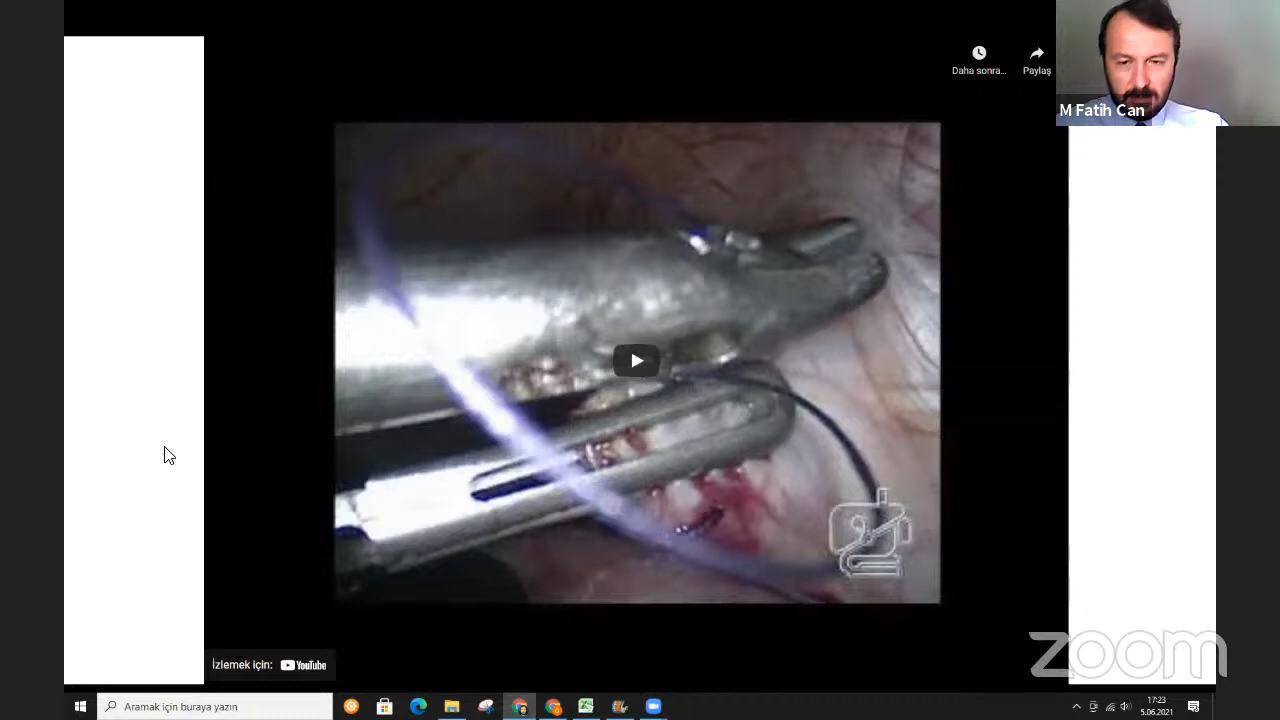 Daha sonra...
Paylaş
M Fatih Can
İzlemek için: YouTube
zoom
Aramak için buraya yazın
17:23
5.06.2021